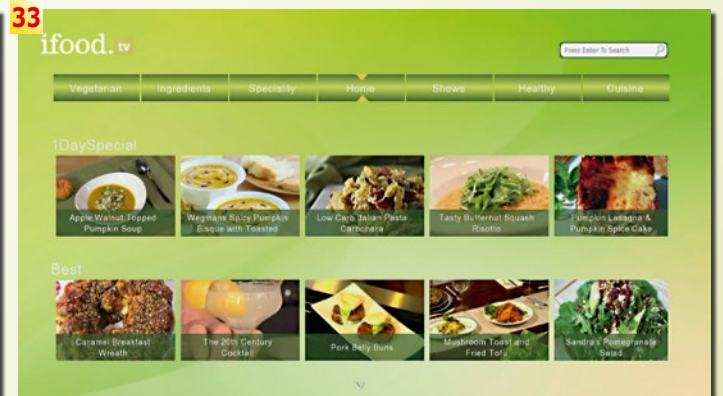 33
ifood.tv
Press Enter To Search
Vegetarian Ingredients Speciality Home Shows Healthy Cuisine
1DaySpecial
Apple Walnut Topped
Pumpkin Soup
Wegmans Spicy Pumpkin
Bisque with Toasted
Low Carb Italian Pasta
Carbonara
Tasty Butternut Squash
Risotto
Pumpkin Lasagna &
Pumpkin Spice Cake
Best
Caramel Breakfast
Wreath
The 20th Century
Cocktail
Pork Belly Buns
Mushroom Toast and
Fried Tofu
Sandra's Pomegranate
Salad